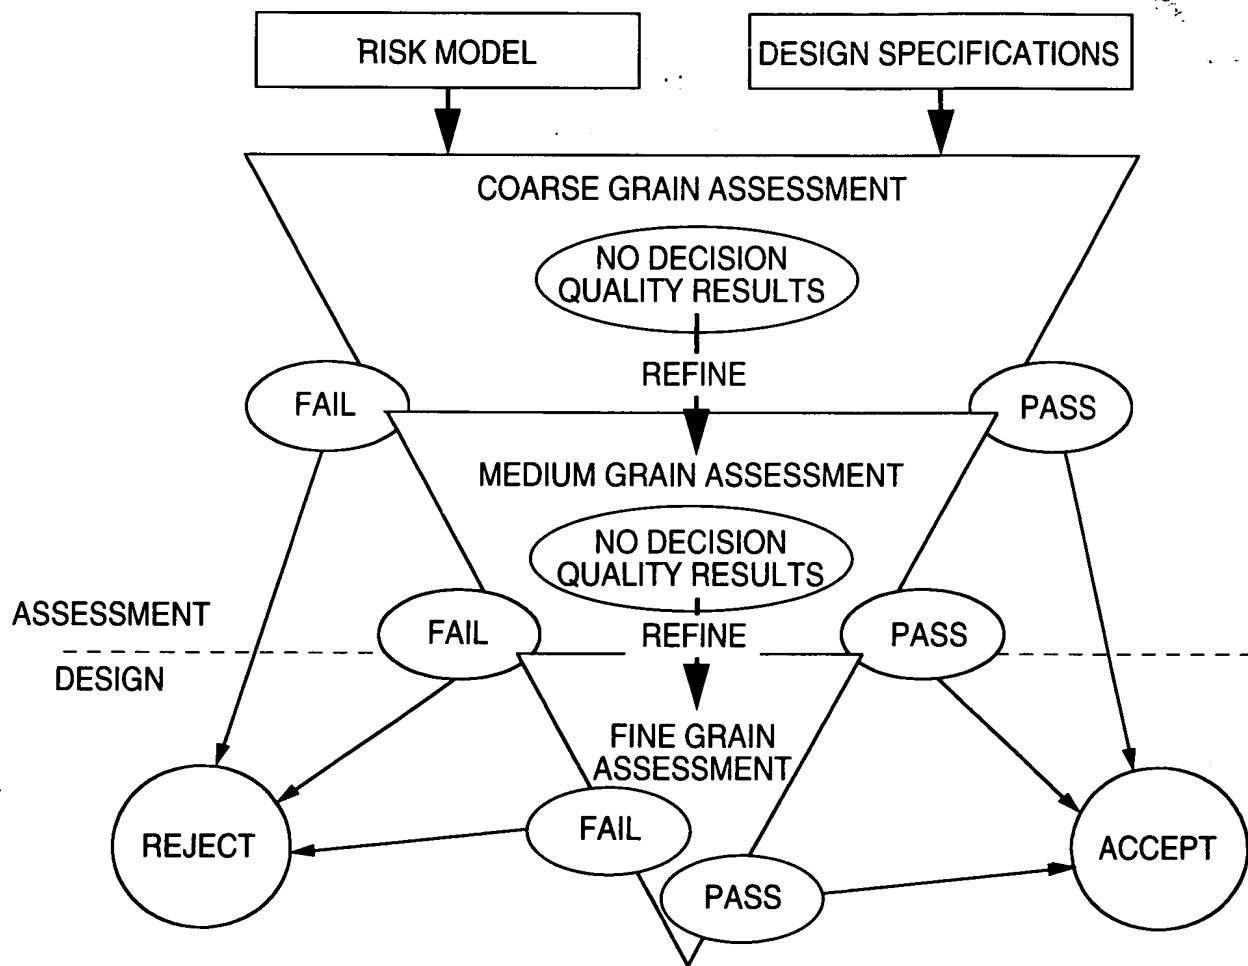 RISK MODEL
DESIGN SPECIFICATIONS
COARSE GRAIN ASSESSMENT
NO DECISION
QUALITY RESULTS
REFINE
FAIL
PASS
MEDIUM GRAIN ASSESSMENT
NO DECISION
QUALITY RESULTS
ASSESSMENT
FAIL
REFINE
PASS
DESIGN
FINE GRAIN
ASSESSMENT
REJECT
FAIL
ACCEPT
PASS